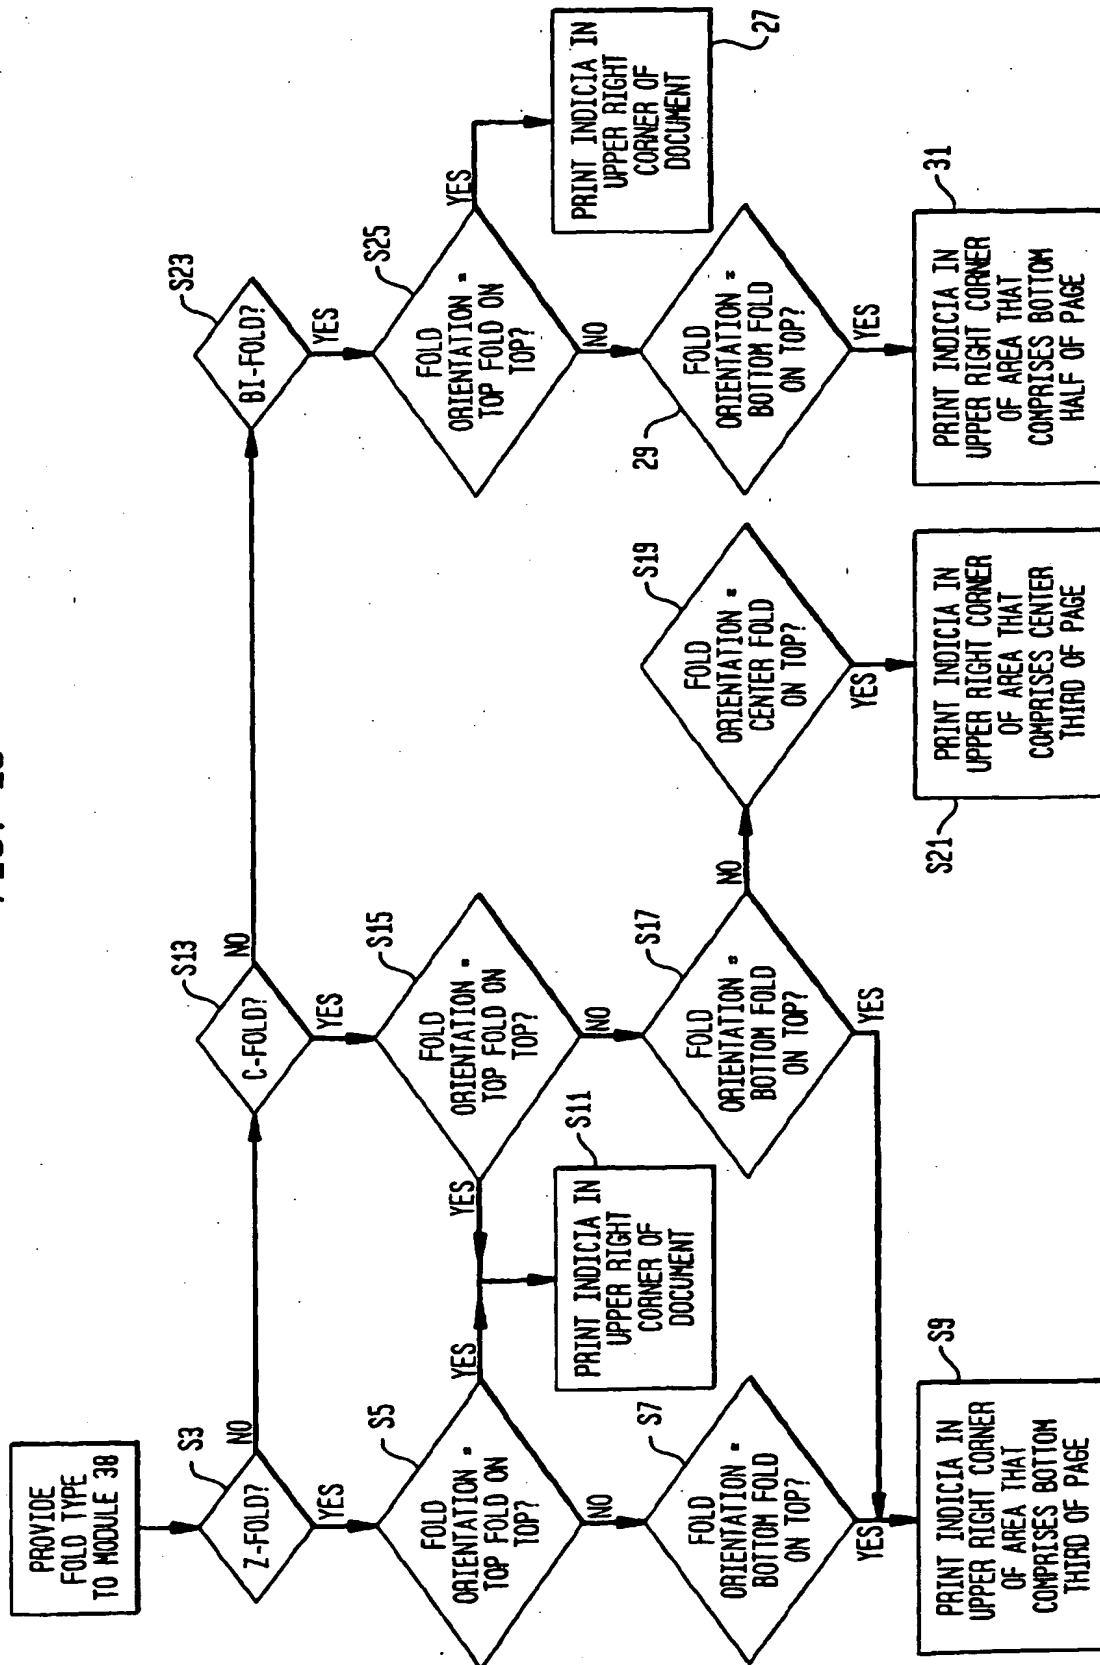 PROVIDE
FOLD TYPE
TO MODULE 38
S3
Z-FOLD?
NO
YES
S5
FOLD
ORIENTATION =
TOP FOLD ON
TOP?
YES
NO
S7
FOLD
ORIENTATION =
BOTTOM FOLD
ON TOP?
YES
S9
PRINT INDICIA IN
UPPER RIGHT CORNER
OF AREA THAT
COMPRISES BOTTOM
THIRD OF PAGE
S11
PRINT INDICIA IN
UPPER RIGHT
CORNER OF
DOCUMENT
S13
C-FOLD?
NO
YES
S15
FOLD
ORIENTATION =
TOP FOLD ON
TOP?
YES
NO
S17
FOLD
ORIENTATION =
BOTTOM FOLD
ON TOP?
NO
YES
S19
FOLD
ORIENTATION =
CENTER FOLD
ON TOP?
YES
S21
PRINT INDICIA IN
UPPER RIGHT CORNER
OF AREA THAT
COMPRISES CENTER
THIRD OF PAGE
S23
BI-FOLD?
YES
S25
FOLD
ORIENTATION =
TOP FOLD ON
TOP?
YES
NO
27
PRINT INDICIA IN
UPPER RIGHT
CORNER OF
DOCUMENT
29
FOLD
ORIENTATION =
BOTTOM FOLD
ON TOP?
YES
31
PRINT INDICIA IN
UPPER RIGHT CORNER
OF AREA THAT
COMPRISES BOTTOM
HALF OF PAGE